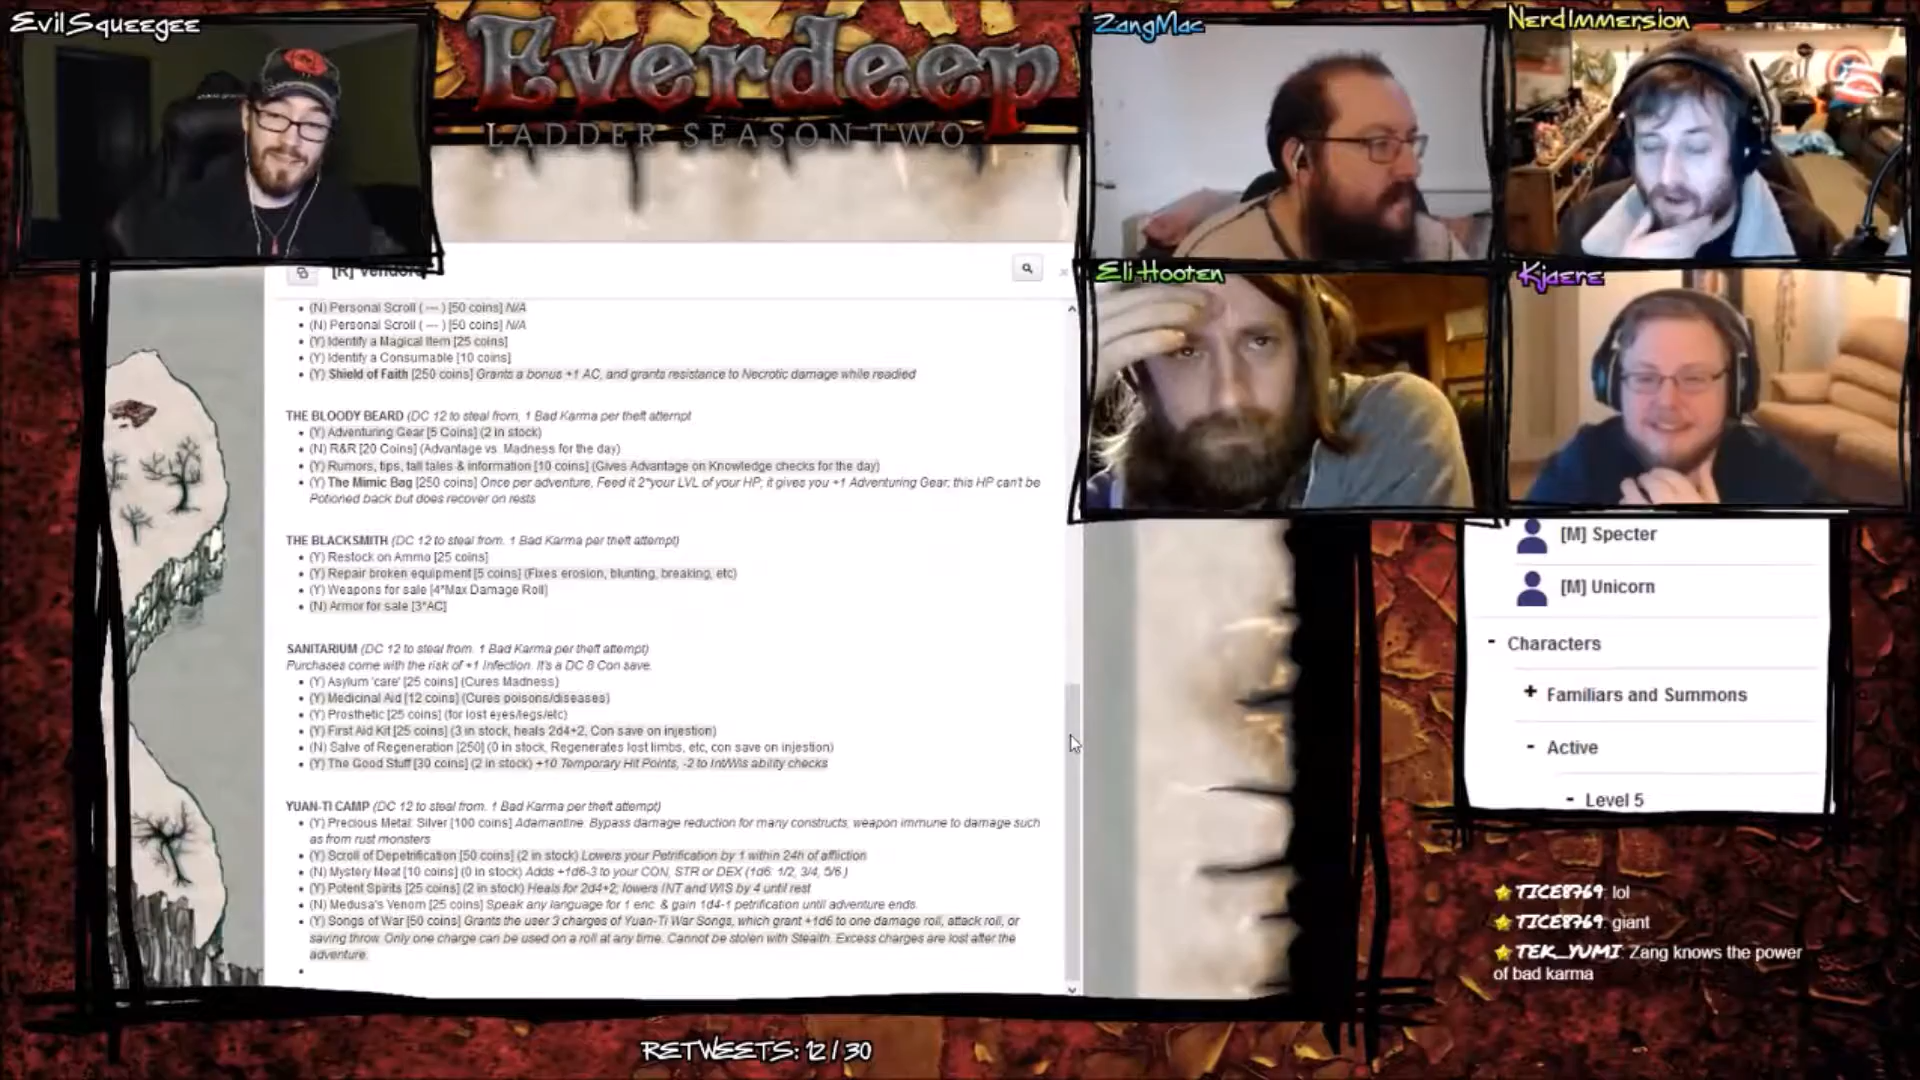 EvilSqueegee
Everdeep
LADDER SEASON TWO
ZangMac
NerdImmersion
Eli Hooten
Kjaere
[R] Vendors
(N) Personal Scroll ( --- ) [50 coins] N/A
(N) Personal Scroll ( --- ) [50 coins] N/A
(Y) Identify a Magical Item [25 coins]
(Y) Identify a Consumable [10 coins]
(Y) Shield of Faith [250 coins] Grants a bonus +1 AC, and grants resistance to Necrotic damage while readied
THE BLOODY BEARD (DC 12 to steal from, 1 Bad Karma per theft attempt
(Y) Adventuring Gear [5 Coins] (2 in stock)
(N) R&R [20 Coins] (Advantage vs. Madness for the day)
(Y) Rumors, tips, tall tales & information [10 coins] (Gives Advantage on Knowledge checks for the day)
(Y) The Mimic Bag [250 coins] Once per adventure, Feed it 2*your LVL of your HP; it gives you +1 Adventuring Gear; this HP can't be
Potioned back but does recover on rests
THE BLACKSMITH (DC 12 to steal from. 1 Bad Karma per theft attempt)
(Y) Restock on Ammo [25 coins]
(Y) Repair broken equipment [5 coins] (Fixes erosion, blunting, breaking, etc)
(Y) Weapons for sale [4*Max Damage Roll]
(N) Armor for sale [3*AC]
SANITARIUM (DC 12 to steal from. 1 Bad Karma per theft attempt)
Purchases come with the risk of +1 Infection. It's a DC 8 Con save.
(Y) Asylum 'care' [25 coins] (Cures Madness)
(Y) Medicinal Aid [12 coins] (Cures poisons/diseases)
(Y) Prosthetic [25 coins] (for lost eyes/legs/etc)
(Y) First Aid Kit [25 coins] (3 in stock, heals 2d4+2, Con save on injection)
(N) Salve of Regeneration [250] (0 in stock, Regenerates lost limbs, etc, con save on injection)
(Y) The Good Stuff [30 coins] (2 in stock) +10 Temporary Hit Points, -2 to Int/Wis ability checks
YUAN-TI CAMP (DC 12 to steal from. 1 Bad Karma per theft attempt)
(Y) Precious Metal: Silver [100 coins] Adamantine: Bypass damage reduction for many constructs, weapon immune to damage such
as from rust monsters
(Y) Scroll of Depetrification [50 coins] (2 in stock) Lowers your Petrification by 1 within 24h of affliction
(N) Mystery Meat [10 coins] (0 in stock) Adds +1d6-3 to your CON, STR or DEX (1d6: 1/2, 3/4, 5/6 )
(Y) Potent Spirits [25 coins] (2 in stock) Heals for 2d4+2; lowers INT and WIS by 4 until rest
(N) Medusa's Venom [25 coins] Speak any language for 1 enc. & gain 1d4-1 petrification until adventure ends.
(Y) Songs of War [50 coins] Grants the user 3 charges of Yuan-Ti War Songs, which grant +1d6 to one damage roll, attack roll, or
saving throw. Only one charge can be used on a roll at any time. Cannot be stolen with Stealth. Excess charges are lost after the
adventure.
[M] Specter
[M] Unicorn
- Characters
+ Familiars and Summons
- Active
- Level 5
TICE8769: lol
TICE8769: giant
TEK_YUMI: Zang knows the power
of bad karma
RETWEETS: 12 / 30